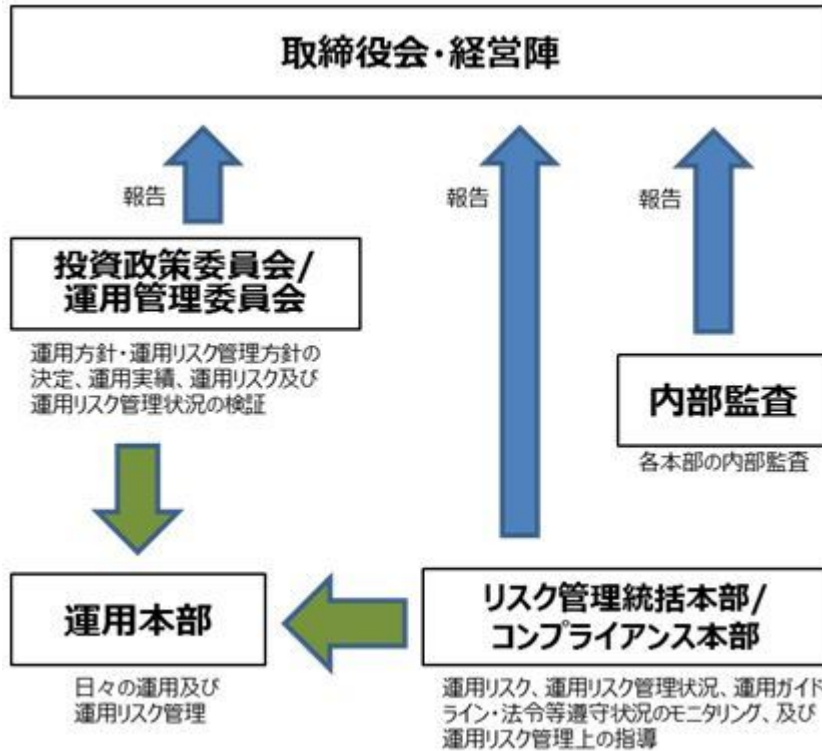 取締役会・経営陣
報告
報告
報告
投資政策委員会/
運用管理委員会
運用方針・運用リスク管理方針の
決定、運用実績、運用リスク及び
運用リスク管理状況の検証
内部監査
各本部の内部監査
運用本部
日々の運用及び
運用リスク管理
リスク管理統括本部/
コンプライアンス本部
運用リスク、運用リスク管理状況、運用ガイド
ライン・法令等遵守状況のモニタリング、及び
運用リスク管理上の指導